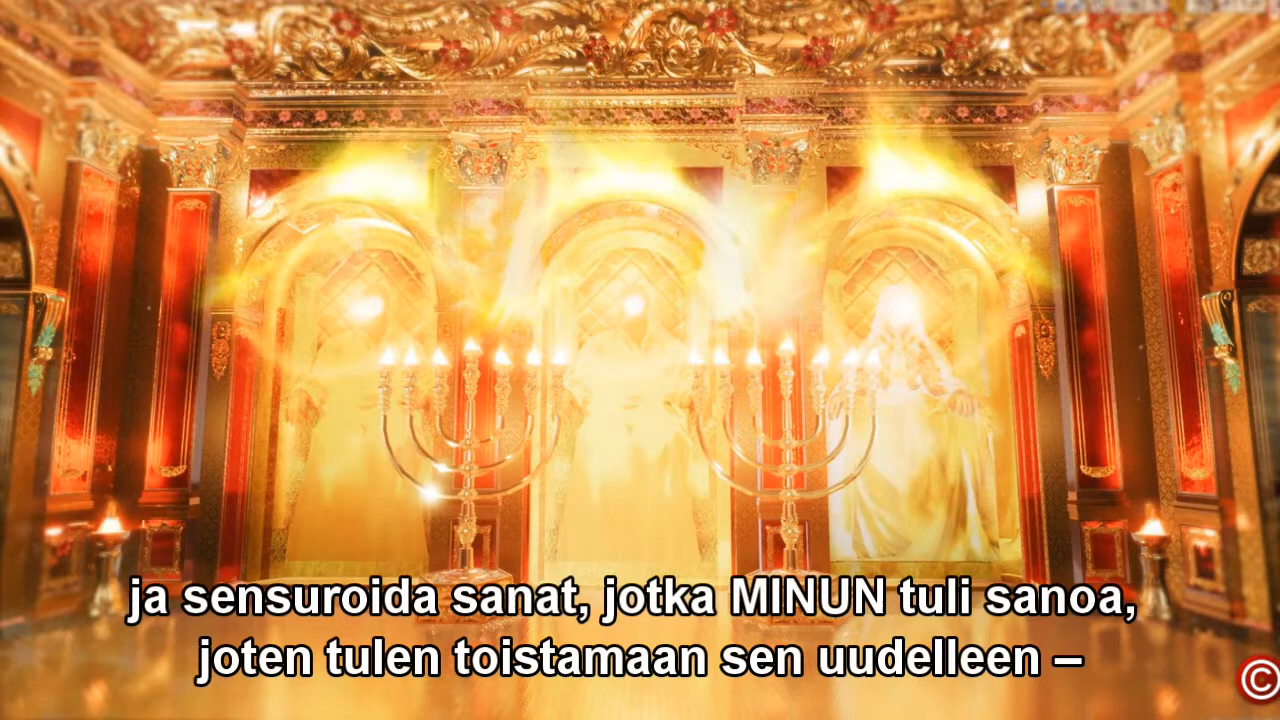 ja sensuroida sanat, jotka MINUN tuli sanoa,
joten tulen toistamaan sen uudelleen –
©